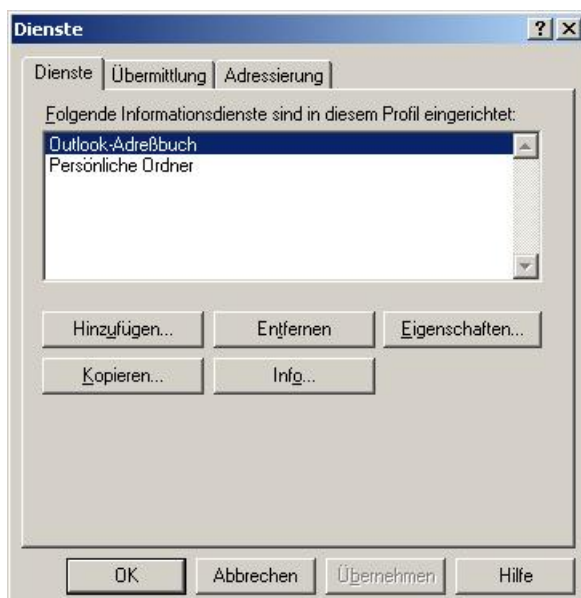 Dienste
Dienste Übermittlung Adressierung
Folgende Informationsdienste sind in diesem Profil eingerichtet:
Outlook-Adreßbuch
Persönliche Ordner
Hinzufügen... Entfernen Eigenschaften...
Kopieren... Info...
OK Abbrechen Übernehmen Hilfe